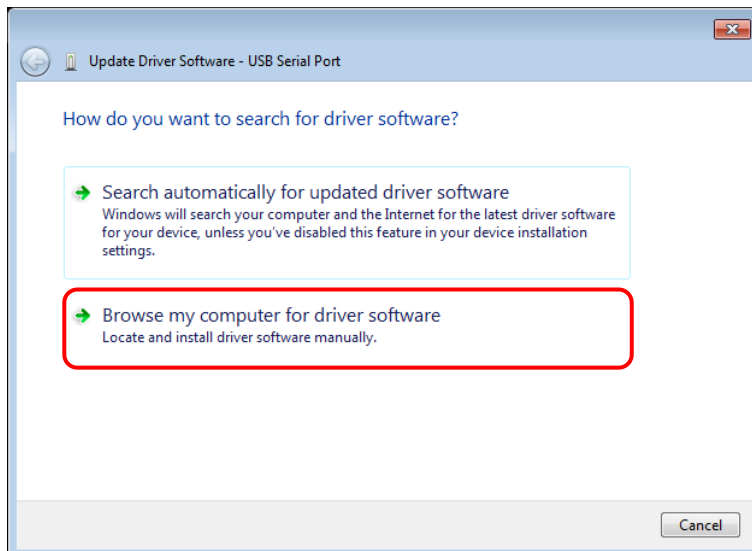 Update Driver Software - USB Serial Port
How do you want to search for driver software?
Search automatically for updated driver software
Windows will search your computer and the Internet for the latest driver software
for your device, unless you've disabled this feature in your device installation
settings.
Browse my computer for driver software
Locate and install driver software manually.
Cancel